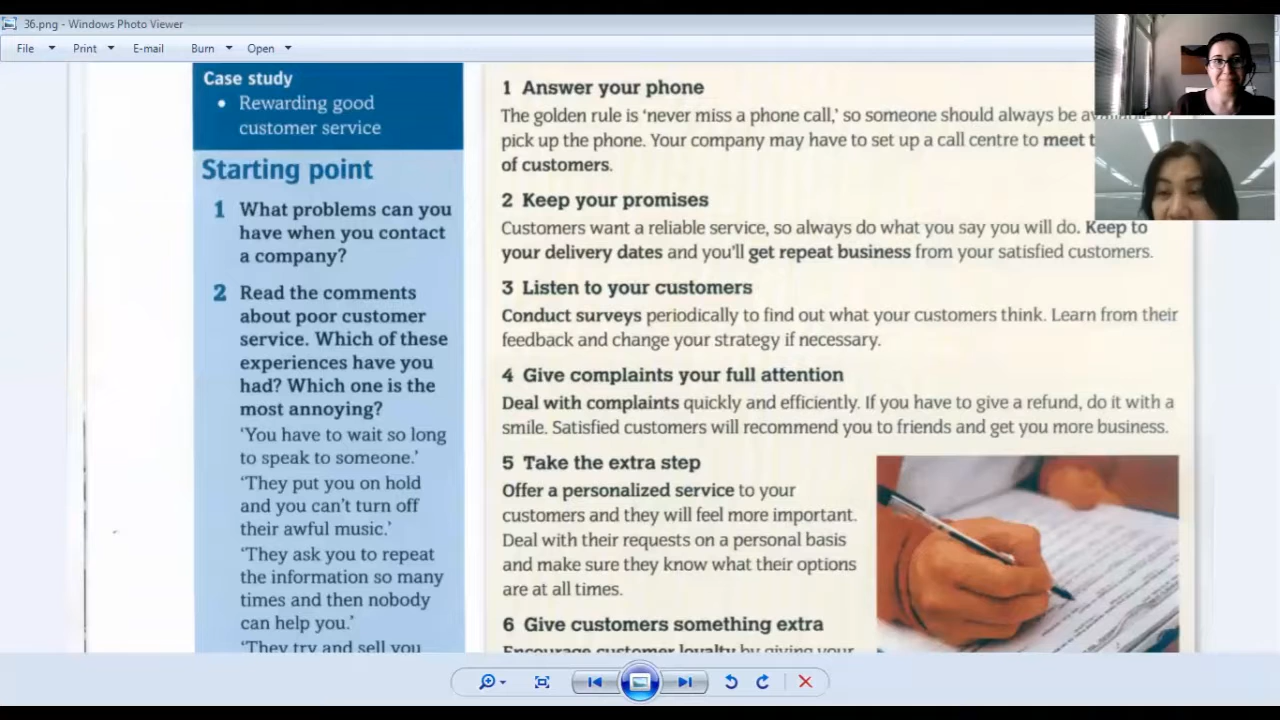 36.png - Windows Photo Viewer
File Print E-mail Burn Open
Case study
• Rewarding good
customer service
Starting point
1 What problems can you
have when you contact
a company?
2 Read the comments
about poor customer
service. Which of these
experiences have you
had? Which one is the
most annoying?
'You have to wait so long
to speak to someone.'
'They put you on hold
and you can't turn off
their awful music.'
'They ask you to repeat
the information so many
times and then nobody
can help you.'
'They try and sell you
1 Answer your phone
The golden rule is 'never miss a phone call,' so someone should always be
pick up the phone. Your company may have to set up a call centre to meet
of customers.
2 Keep your promises
Customers want a reliable service, so always do what you say you will do. Keep to
your delivery dates and you'll get repeat business from your satisfied customers.
3 Listen to your customers
Conduct surveys periodically to find out what your customers think. Learn from their
feedback and change your strategy if necessary.
4 Give complaints your full attention
Deal with complaints quickly and efficiently. If you have to give a refund, do it with a
smile. Satisfied customers will recommend you to friends and get you more business.
5 Take the extra step
Offer a personalized service to your
customers and they will feel more important.
Deal with their requests on a personal basis
and make sure they know what their options
are at all times.
6 Give customers something extra
Encourage customer loyalty by giving your